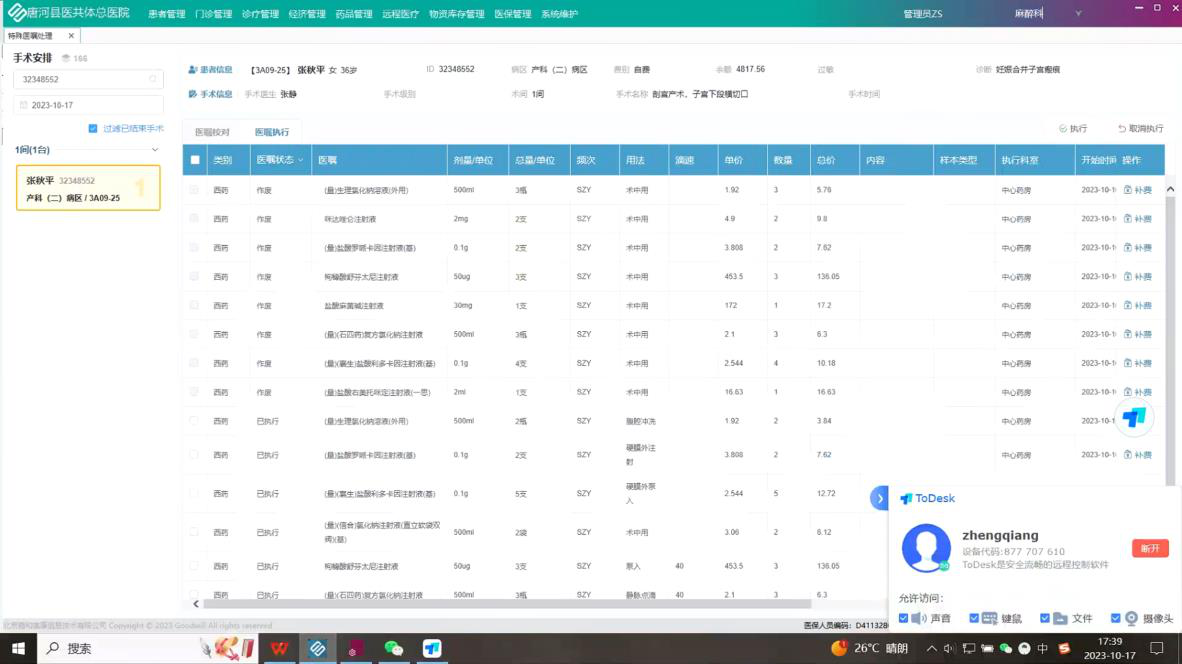 唐河县医共体总医院 患者管理 门诊管理 诊疗管理 经济管理 药品管理 远程医疗 物资库存管理 医保管理 系统维护 管理员ZS 麻醉科
特殊医嘱处理 ×
手术安排 166
32348552
2023-10-17
过滤已结束手术
1间(1台)
张秋平 32348552
产科（二）病区 / 3A09-25
1
患者信息 【3A09-25】 张秋平 女 36岁 ID 32348552 病区 产科（二）病区 费别 自费 余额 4817.56 过敏 诊断 妊娠合并子宫瘢痕
手术信息 手术医生 张静 手术级别 术间 1间 手术名称 剖宫产术，子宫下段横切口 手术时间
医嘱核对 医嘱执行 执行 取消执行
类别 医嘱状态 医嘱 剂量/单位 总量/单位 频次 用法 滴速 单价 数量 总价 内容 样本类型 执行科室 开始时间 操作
西药 作废 (量)生理氯化钠溶液(外用) 500ml 3瓶 SZY 术中用 1.92 3 5.76 中心药房 2023-10-1 补费
西药 作废 咪达唑仑注射液 2mg 2支 SZY 术中用 4.9 2 9.8 中心药房 2023-10-1 补费
西药 作废 (量)盐酸罗哌卡因注射液(基) 0.1g 2支 SZY 术中用 3.808 2 7.62 中心药房 2023-10-1 补费
西药 作废 枸橼酸舒芬太尼注射液 50ug 3支 SZY 术中用 453.5 3 136.05 中心药房 2023-10-1 补费
西药 作废 盐酸麻黄碱注射液 30mg 1支 SZY 术中用 172 1 17.2 中心药房 2023-10-1 补费
西药 作废 (量)(石四药)复方氯化钠注射液 500ml 3瓶 SZY 术中用 2.1 3 6.3 中心药房 2023-10-1 补费
西药 作废 (量)(裹生)盐酸利多卡因注射液(基) 0.1g 4支 SZY 术中用 2.544 4 10.18 中心药房 2023-10-1 补费
西药 作废 (量)盐酸右美托咪定注射液(一思) 2ml 1支 SZY 术中用 16.63 1 16.63 中心药房 2023-10-1 补费
西药 已执行 (量)生理氯化钠溶液(外用) 500ml 2瓶 SZY 腹腔冲洗 1.92 2 3.84 中心药房 2023-10-1
西药 已执行 (量)盐酸罗哌卡因注射液(基) 0.1g 2支 SZY 硬膜外注射 3.808 2 7.62 中心药房 2023-10-1 补费
西药 已执行 (量)(裹生)盐酸利多卡因注射液(基) 0.1g 5支 SZY 硬膜外泵入 2.544 5 12.72
西药 已执行 (量)(倍合)氯化钠注射液(直立软袋双阀)(基) 500ml 2袋 SZY 术中用 3.06 2 6.12
西药 已执行 枸橼酸舒芬太尼注射液 50ug 3支 SZY 泵入 40 453.5 3 136.05
西药 已执行 (量)(石四药)复方氯化钠注射液 500ml 3瓶 SZY 静脉点滴 40 2.1 3 6.3
ToDesk
zhengqiang
设备代码:877 707 610
ToDesk是安全流畅的远程控制软件
断开
允许访问:
声音 键鼠 文件 摄像头
北京嘉和美康信息技术有限公司 Copyright © 2023 Goodwill All rights reserved 医保人员编码: D411328
搜索 26°C 晴朗 中 17:39
2023-10-17